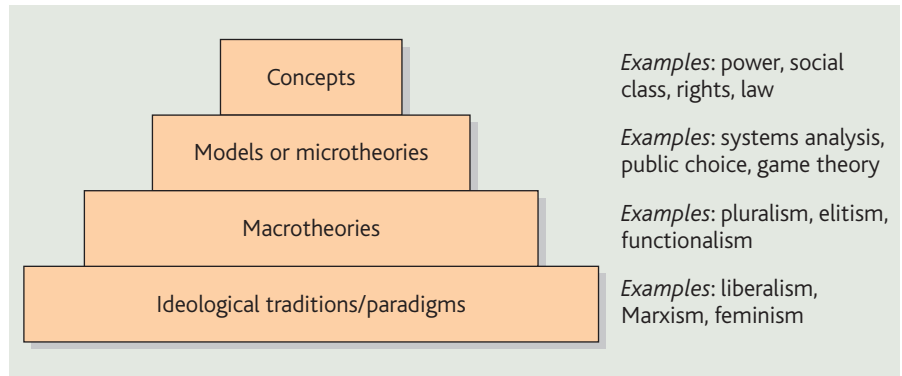 Concepts
Examples: power, social
class, rights, law
Models or microtheories
Examples: systems analysis,
public choice, game theory
Macrotheories
Examples: pluralism, elitism,
functionalism
Ideological traditions/paradigms
Examples: liberalism,
Marxism, feminism